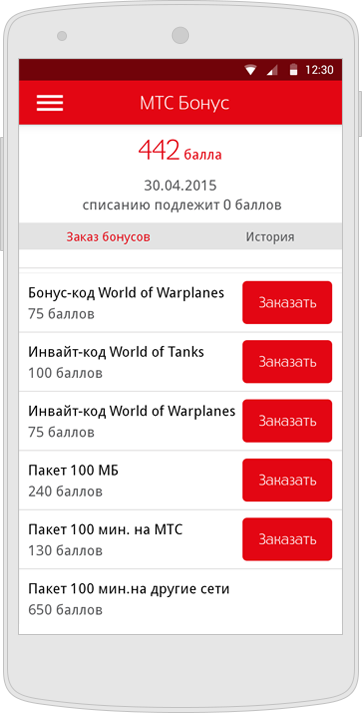 12:30
МТС Бонус
442 балла
30.04.2015
списанию подлежит 0 баллов
Заказ бонусов История
Бонус-код World of Warplanes
75 баллов
Заказать
Инвайт-код World of Tanks
100 баллов
Заказать
Инвайт-код World of Warplanes
75 баллов
Заказать
Пакет 100 МБ
240 баллов
Заказать
Пакет 100 мин. на МТС
130 баллов
Заказать
Пакет 100 мин.на другие сети
650 баллов